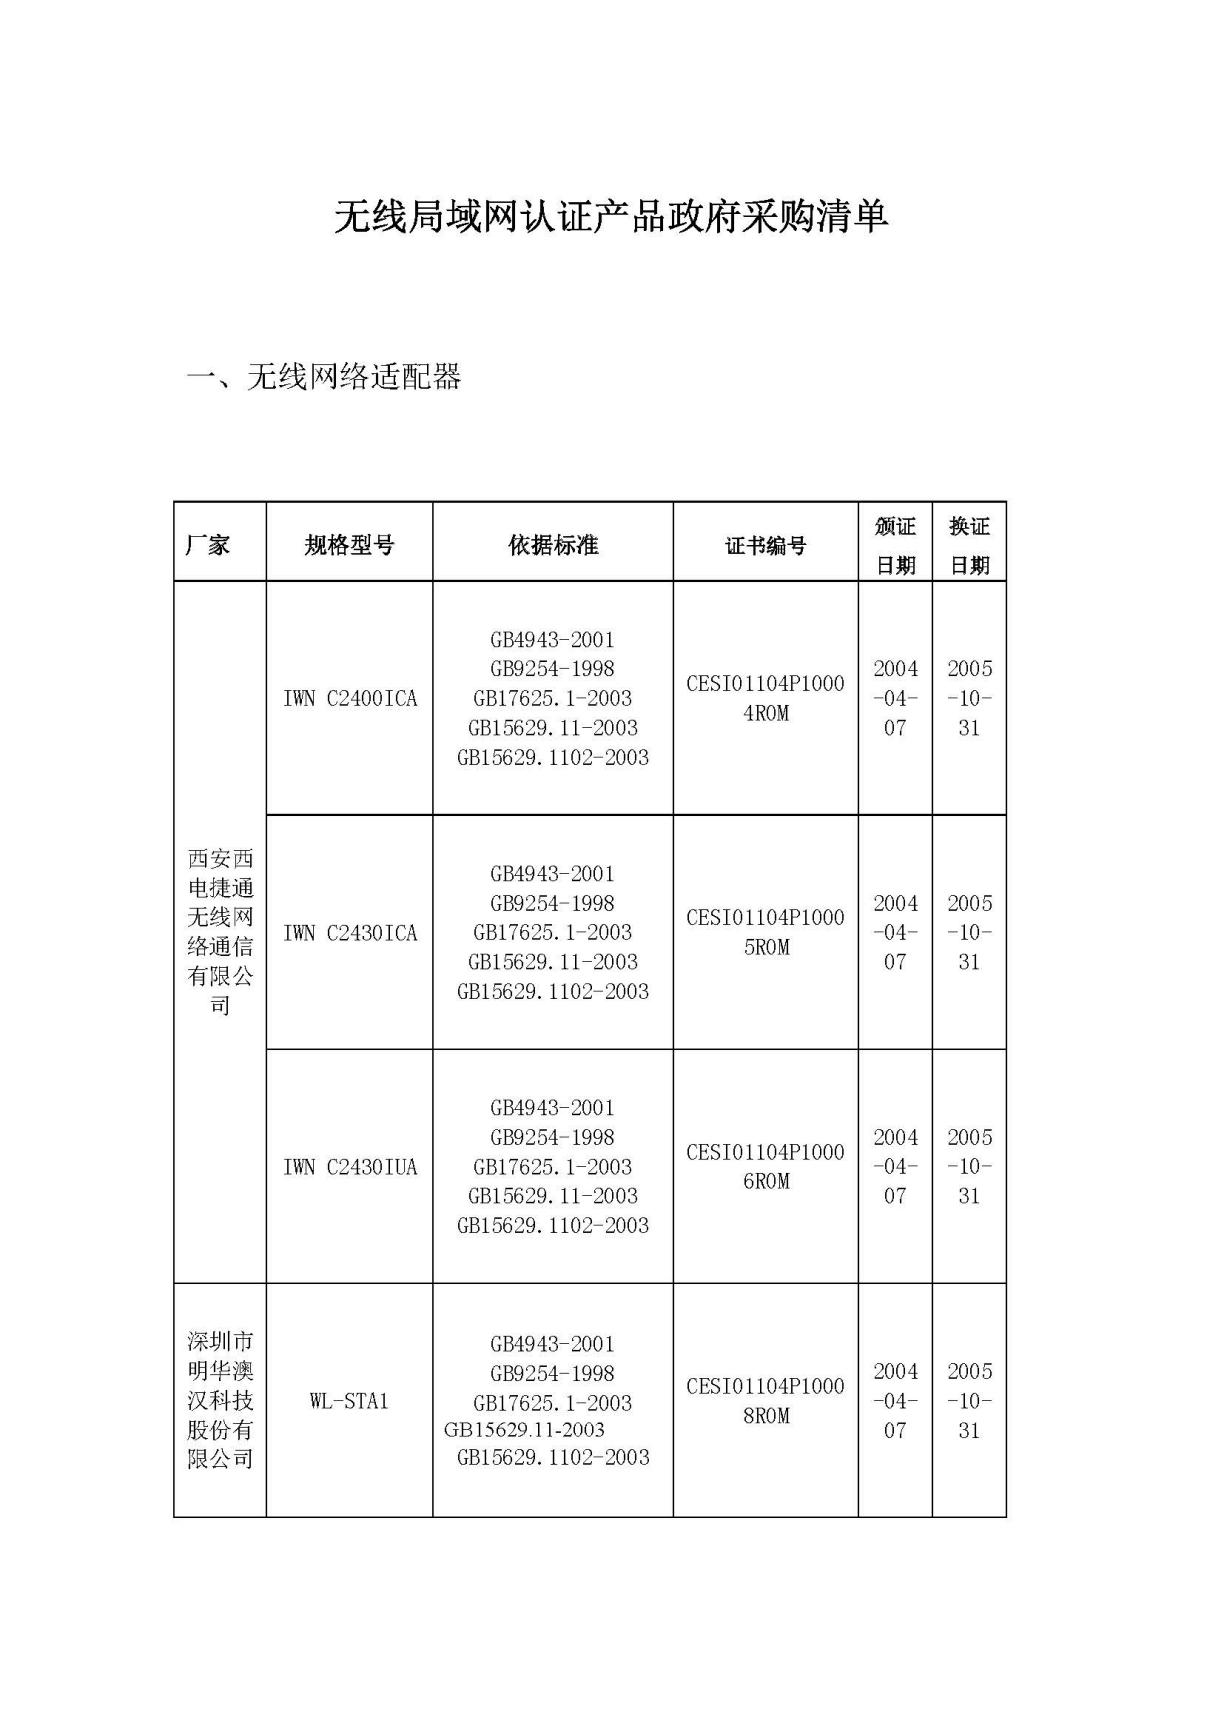 无线局域网认证产品政府采购清单
一、无线网络适配器
厂家 规格型号 依据标准 证书编号 颁证日期 换证日期
西安西
电捷通
无线网
络通信
有限公
司
IWN C2400ICA
GB4943-2001
GB9254-1998
GB17625.1-2003
GB15629.11-2003
GB15629.1102-2003
CESI01104P1000
4ROM
2004
-04-
07
2005
-10-
31
IWN C2430ICA
GB4943-2001
GB9254-1998
GB17625.1-2003
GB15629.11-2003
GB15629.1102-2003
CESI01104P1000
5ROM
2004
-04-
07
2005
-10-
31
IWN C2430IUA
GB4943-2001
GB9254-1998
GB17625.1-2003
GB15629.11-2003
GB15629.1102-2003
CESI01104P1000
6ROM
2004
-04-
07
2005
-10-
31
深圳市
明华澳
汉科技
股份有
限公司
WL-STA1
GB4943-2001
GB9254-1998
GB17625.1-2003
GB15629.11-2003
GB15629.1102-2003
CESI01104P1000
8ROM
2004
-04-
07
2005
-10-
31